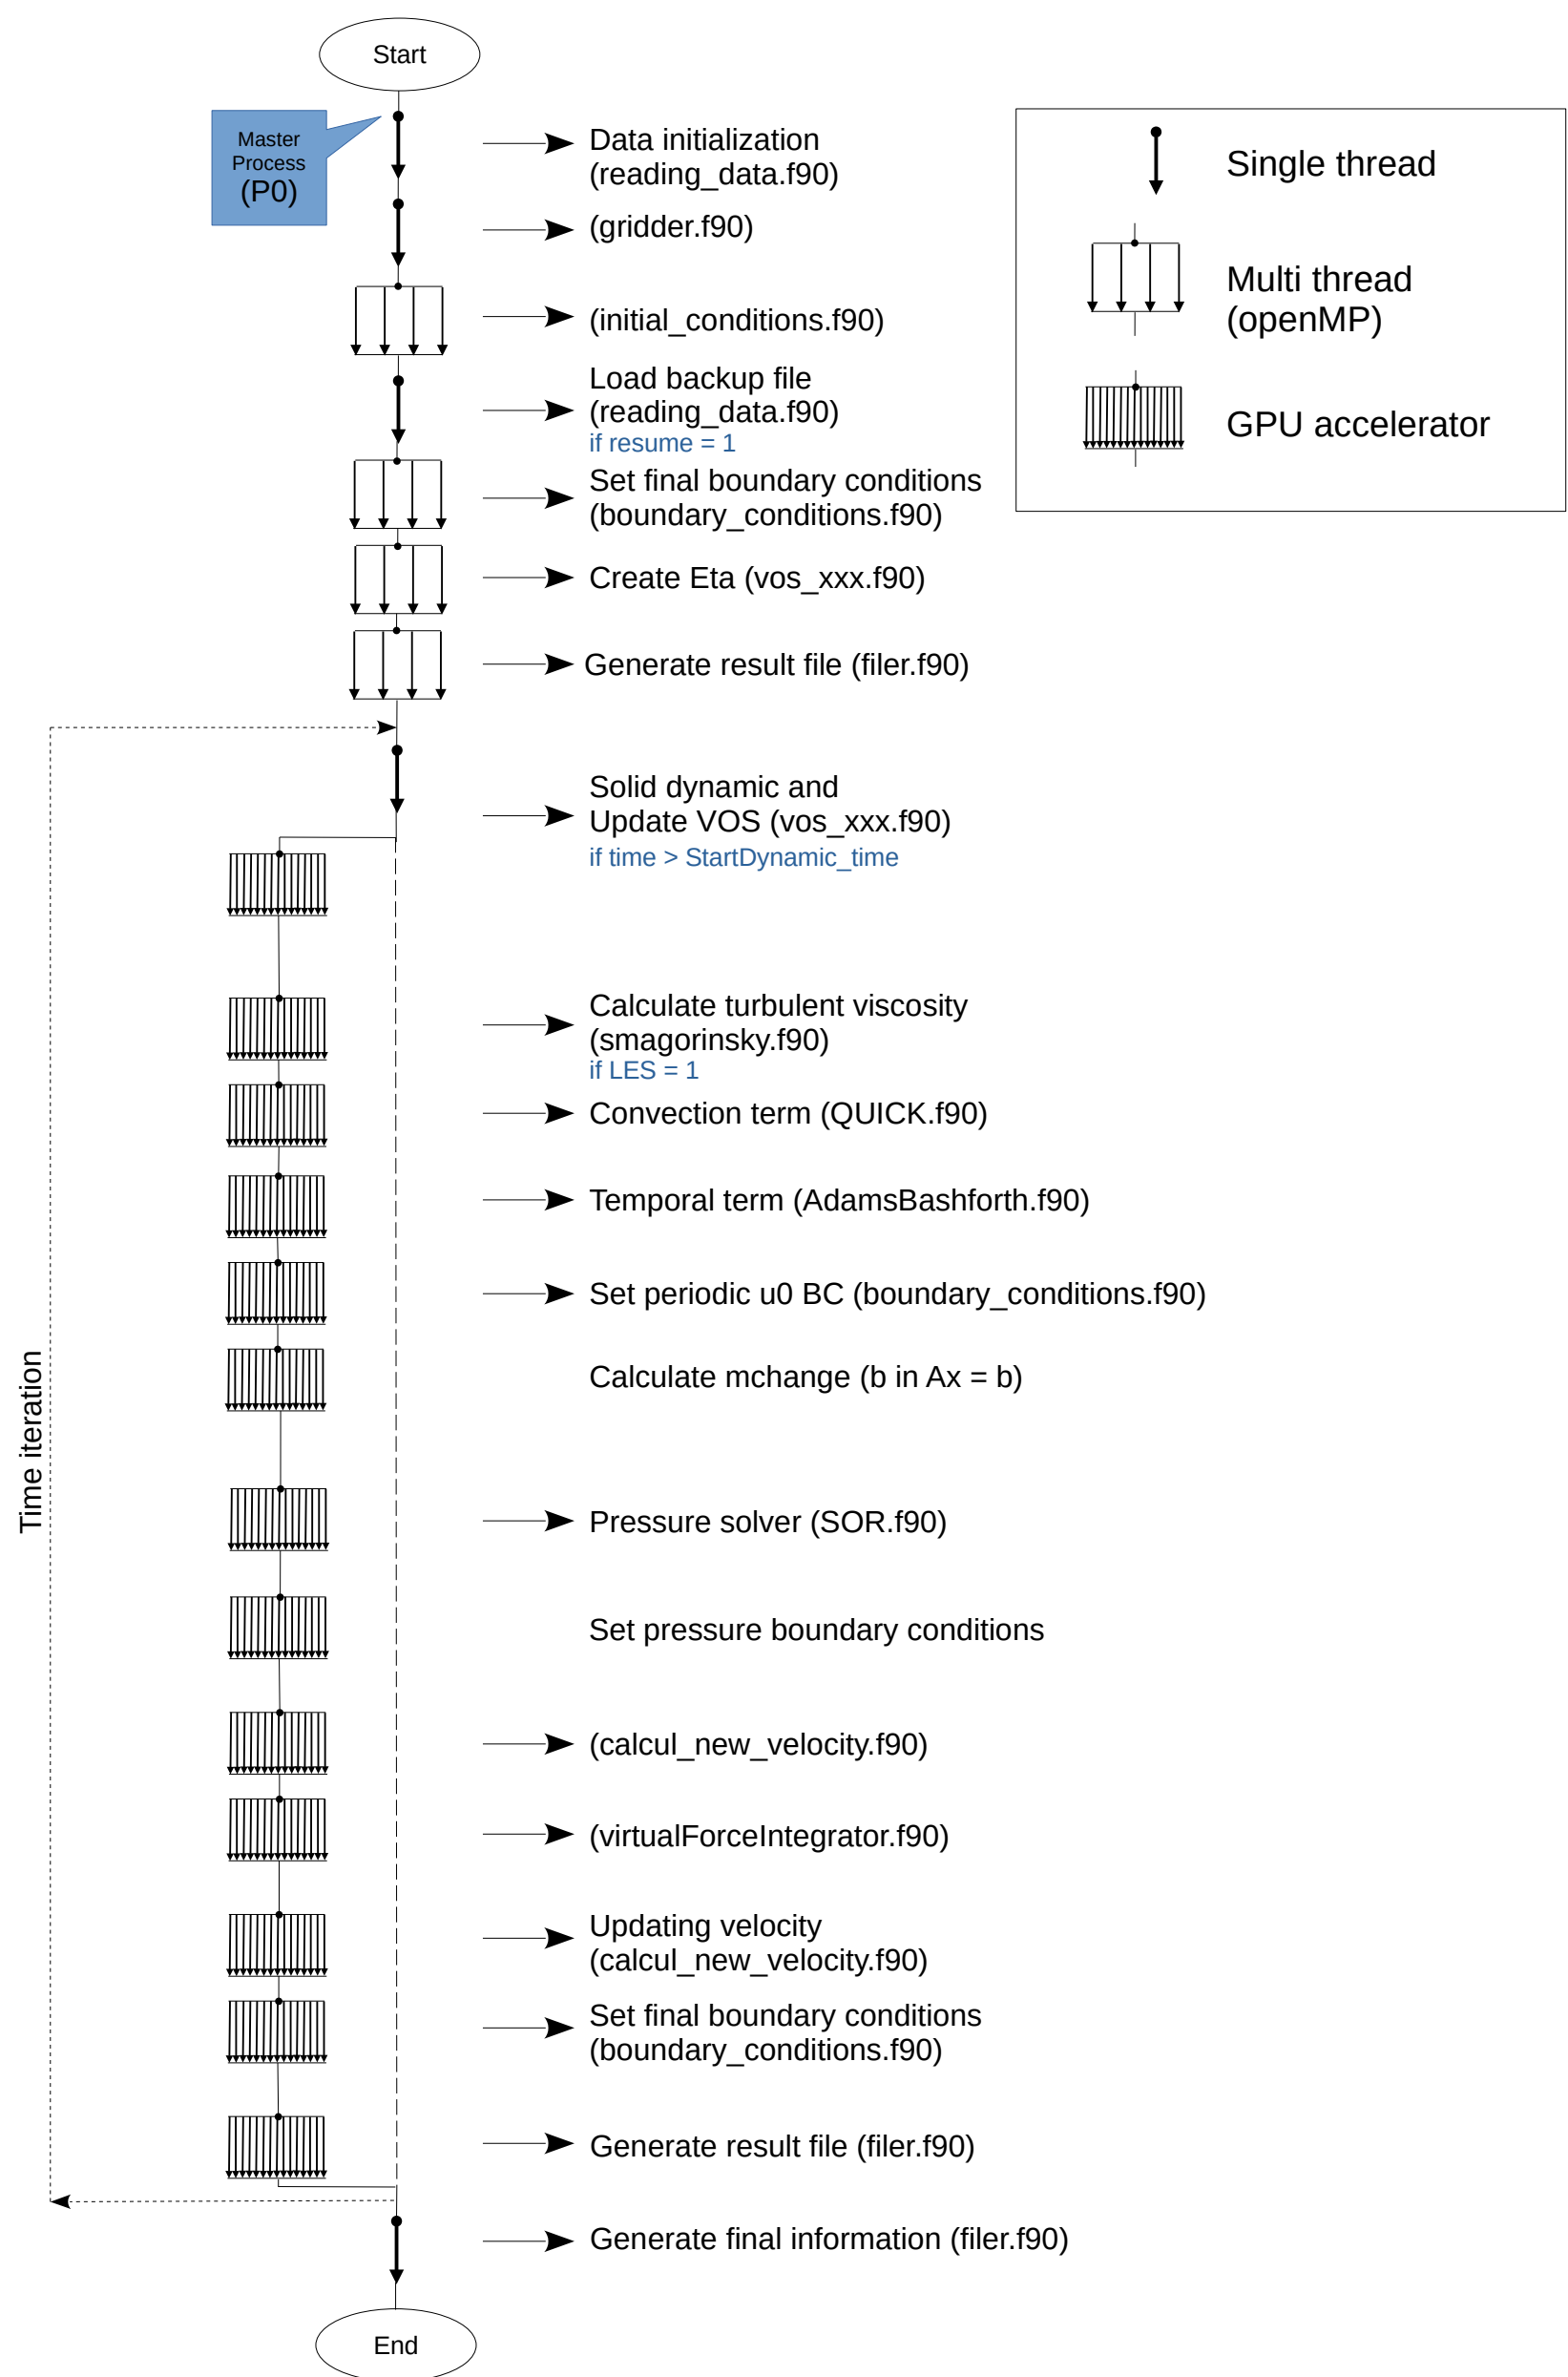 Start
Master
Process
(P0)
Data initialization
(reading_data.f90)
(gridder.f90)
(initial_conditions.f90)
Load backup file
(reading_data.f90)
if resume = 1
Set final boundary conditions
(boundary_conditions.f90)
Create Eta (vos_xxx.f90)
Generate result file (filer.f90)
Single thread
Multi thread
(openMP)
GPU accelerator
Time iteration
Solid dynamic and
Update VOS (vos_xxx.f90)
if time > StartDynamic_time
Calculate turbulent viscosity
(smagorinsky.f90)
if LES = 1
Convection term (QUICK.f90)
Temporal term (AdamsBashforth.f90)
Set periodic u0 BC (boundary_conditions.f90)
Calculate mchange (b in Ax = b)
Pressure solver (SOR.f90)
Set pressure boundary conditions
(calcul_new_velocity.f90)
(virtualForceIntegrator.f90)
Updating velocity
(calcul_new_velocity.f90)
Set final boundary conditions
(boundary_conditions.f90)
Generate result file (filer.f90)
Generate final information (filer.f90)
End